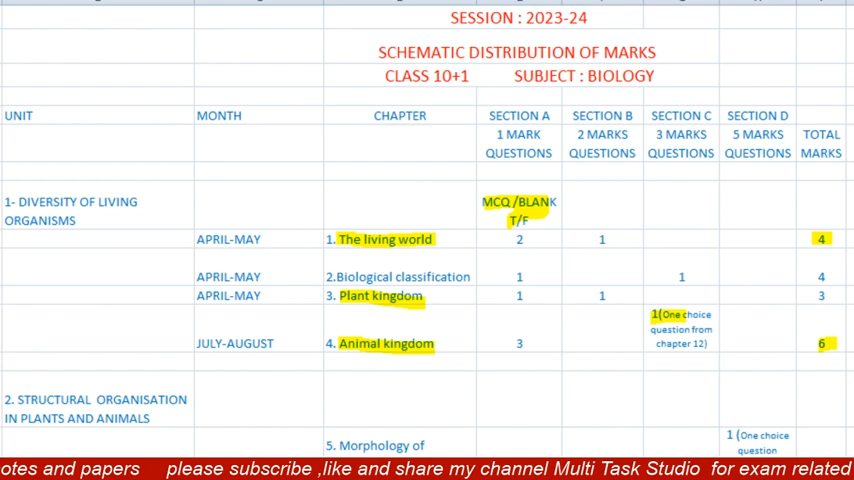 SESSION : 2023-24
SCHEMATIC DISTRIBUTION OF MARKS
CLASS 10+1 SUBJECT : BIOLOGY
UNIT MONTH CHAPTER SECTION A SECTION B SECTION C SECTION D
1 MARK 2 MARKS 3 MARKS 5 MARKS TOTAL
QUESTIONS QUESTIONS QUESTIONS QUESTIONS MARKS
1- DIVERSITY OF LIVING MCQ /BLANK
ORGANISMS T/F
APRIL-MAY 1. The living world 2 1 4
APRIL-MAY 2.Biological classification 1 1 4
APRIL-MAY 3. Plant kingdom 1 1 3
1(One choice
question from
JULY-AUGUST 4. Animal kingdom 3 chapter 12) 6
2. STRUCTURAL ORGANISATION
IN PLANTS AND ANIMALS
1 (One choice
5. Morphology of question
otes and papers please subscribe ,like and share my channel Multi Task Studio for exam related